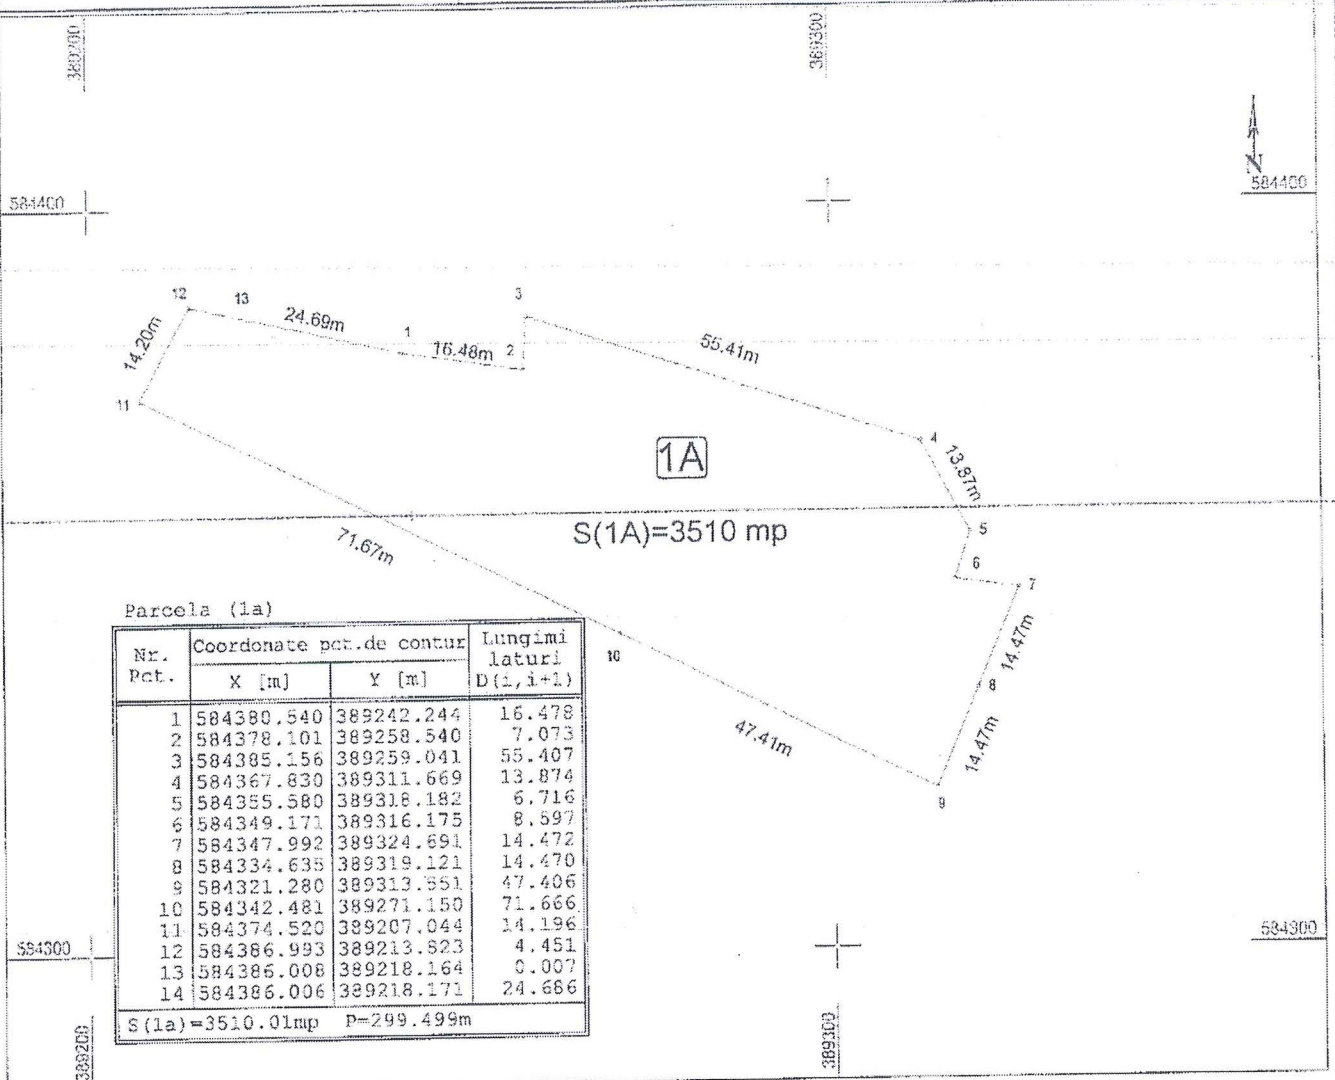 389200
389300
N
584400
584400
12
13
24.69m
3
14.20m
1
16.48m
2
55.41m
11
4
13.87m
1A
5
71.67m
S(1A)=3510 mp
6
7
14.47m
10
8
47.41m
14.47m
9
Parcela (1a)
Nr. Pct. Coordonate pct.de contur Lungimi laturi D(i,i+1)
X [m] Y [m]
1 584380.540 389242.244 16.478
2 584378.101 389258.540 7.073
3 584385.156 389259.041 55.407
4 584367.830 389311.669 13.874
5 584355.580 389318.182 6.716
6 584349.171 389316.175 8.597
7 584347.992 389324.691 14.472
8 584334.635 389319.121 14.470
9 584321.280 389313.551 47.406
10 584342.481 389271.150 71.666
11 584374.520 389207.044 14.196
12 584386.993 389213.823 4.451
13 584386.008 389218.164 0.007
14 584386.006 389218.171 24.686
S(1a)=3510.01mp P=299.499m
584300
584300
389200
389300